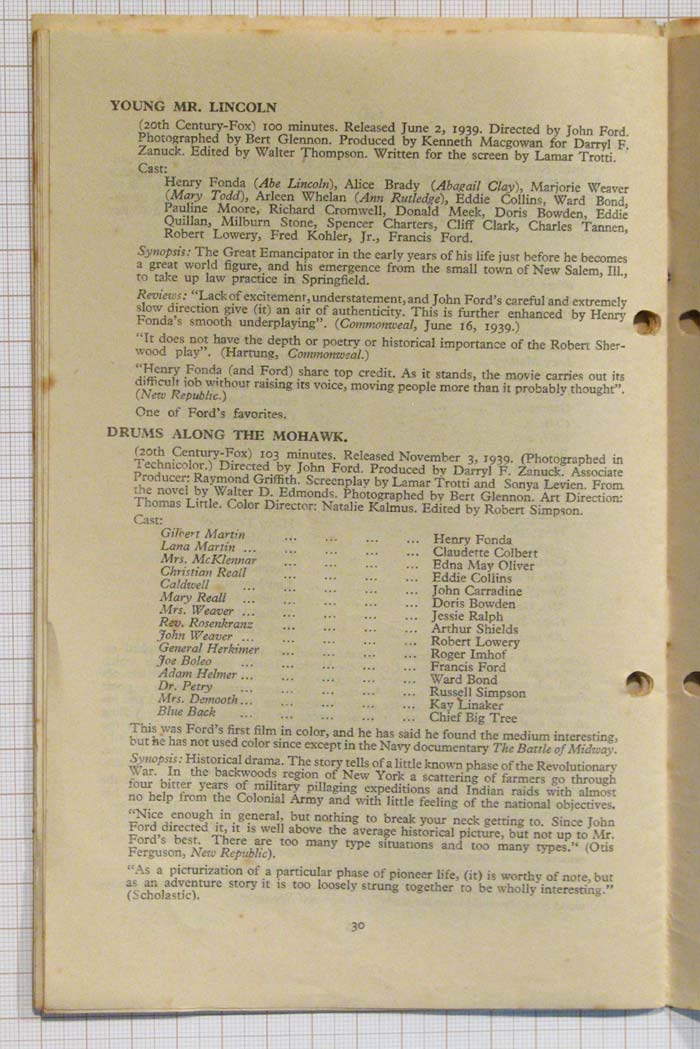 YOUNG MR. LINCOLN
(20th Century-Fox) 100 minutes. Released June 2, 1939. Directed by John Ford.
Photographed by Bert Glennon. Produced by Kenneth Macgowan for Darryl F.
Zanuck. Edited by Walter Thompson. Written for the screen by Lamar Trotti.
Cast:
Henry Fonda (Abe Lincoln), Alice Brady (Abagail Clay), Marjorie Weaver
(Mary Todd), Arleen Whelan (Ann Rutledge), Eddie Collins, Ward Bond,
Pauline Moore, Richard Cromwell, Donald Meek, Doris Bowden, Eddie
Quillan, Milburn Stone, Spencer Charters, Cliff Clark, Charles Tannen,
Robert Lowery, Fred Kohler, Jr., Francis Ford.
Synopsis: The Great Emancipator in the early years of his life just before he becomes
a great world figure, and his emergence from the small town of New Salem, Ill.,
to take up law practice in Springfield.
Reviews: "Lack of excitement, understatement, and John Ford's careful and extremely
slow direction give (it) an air of authenticity. This is further enhanced by Henry
Fonda's smooth underplaying". (Commonweal, June 16, 1939.)
"It does not have the depth or poetry or historical importance of the Robert Sher-
wood play". (Hartung, Commonweal.)
"Henry Fonda (and Ford) share top credit. As it stands, the movie carries out its
difficult job without raising its voice, moving people more than it probably thought".
(New Republic.)
One of Ford's favorites.
DRUMS ALONG THE MOHAWK.
(20th Century-Fox) 103 minutes. Released November 3, 1939. (Photographed in
Technicolor.) Directed by John Ford. Produced by Darryl F. Zanuck. Associate
Producer: Raymond Griffith. Screenplay by Lamar Trotti and Sonya Levien. From
the novel by Walter D. Edmonds. Photographed by Bert Glennon. Art Direction:
Thomas Little. Color Director: Natalie Kalmus. Edited by Robert Simpson.
Cast:
Gilbert Martin ... ... ... ... Henry Fonda
Lana Martin ... ... ... ... ... Claudette Colbert
Mrs. McKlennar ... ... ... ... Edna May Oliver
Christian Reall ... ... ... ... Eddie Collins
Caldwell ... ... ... ... ... John Carradine
Mary Reall ... ... ... ... ... Doris Bowden
Mrs. Weaver ... ... ... ... ... Jessie Ralph
Rev. Rosenkranz ... ... ... ... Arthur Shields
John Weaver ... ... ... ... ... Robert Lowery
General Herkimer ... ... ... ... Roger Imhof
Joe Boleo ... ... ... ... ... Francis Ford
Adam Helmer ... ... ... ... ... Ward Bond
Dr. Petry ... ... ... ... ... Russell Simpson
Mrs. Demooth ... ... ... ... ... Kay Linaker
Blue Back ... ... ... ... ... Chief Big Tree
This was Ford's first film in color, and he has said he found the medium interesting,
but he has not used color since except in the Navy documentary The Battle of Midway.
Synopsis: Historical drama. The story tells of a little known phase of the Revolutionary
War. In the backwoods region of New York a scattering of farmers go through
four bitter years of military pillaging expeditions and Indian raids with almost
no help from the Colonial Army and with little feeling of the national objectives.
"Nice enough in general, but nothing to break your neck getting to. Since John
Ford directed it, it is well above the average historical picture, but not up to Mr.
Ford's best. There are too many type situations and too many types." (Otis
Ferguson, New Republic).
"As a picturization of a particular phase of pioneer life, (it) is worthy of note, but
as an adventure story it is too loosely strung together to be wholly interesting."
(Scholastic).
30